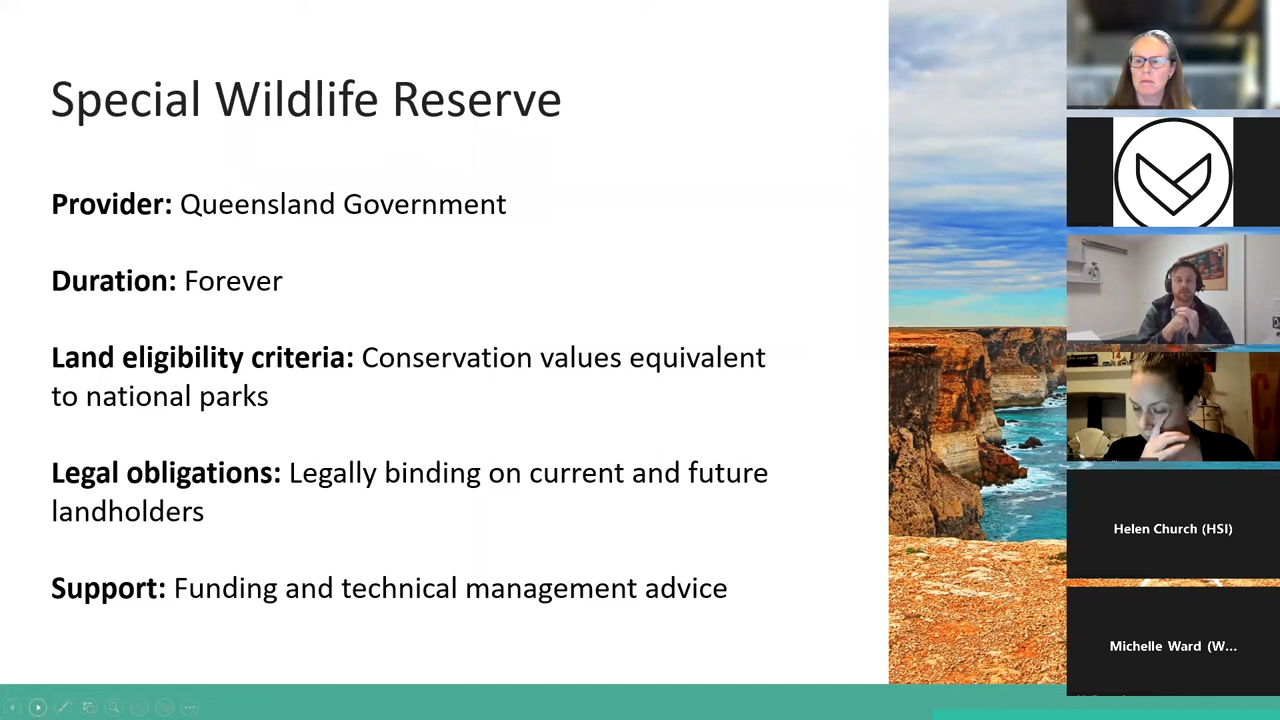 Special Wildlife Reserve
Provider: Queensland Government
Duration: Forever
Land eligibility criteria: Conservation values equivalent
to national parks
Legal obligations: Legally binding on current and future
landholders
Support: Funding and technical management advice
Helen Church (HSI)
Michelle Ward (W...